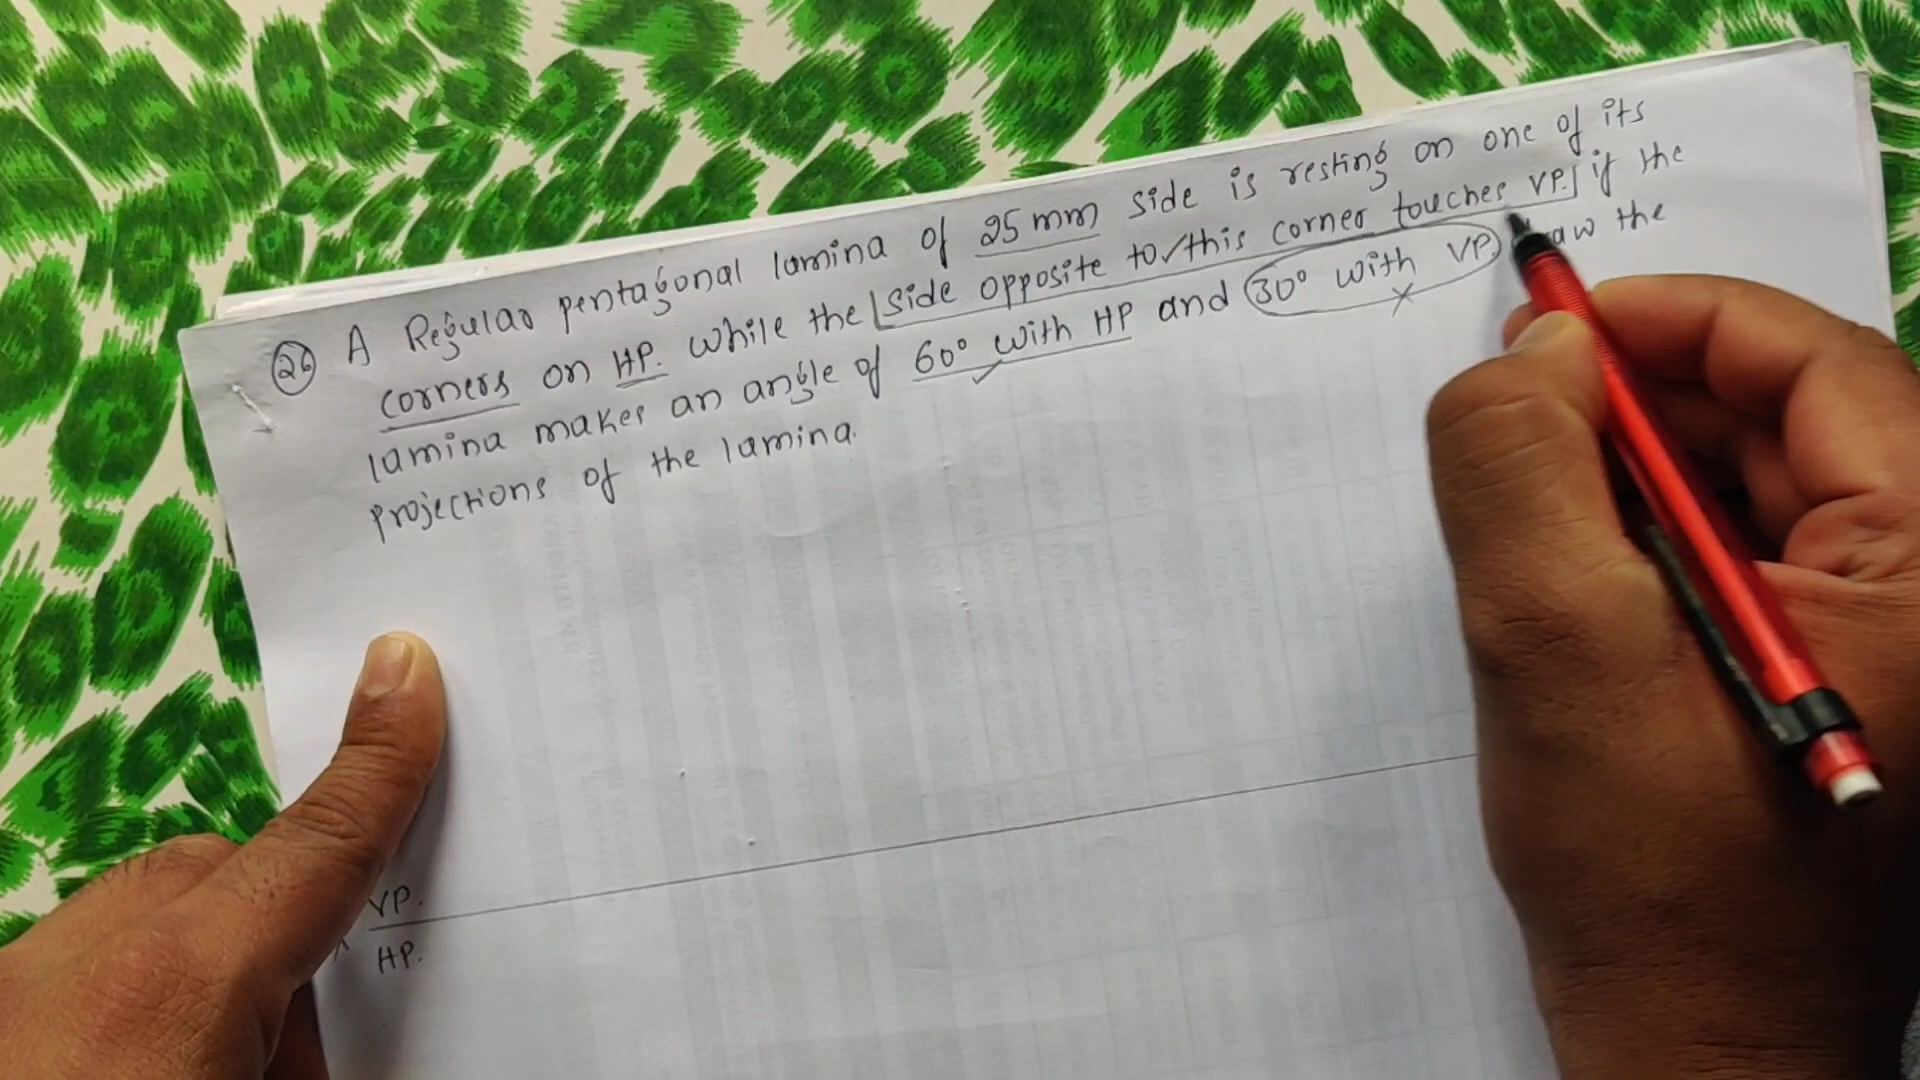 26 A Regular pentagonal lamina of 25 mm side is resting on one of its
corners on HP. While the side opposite to this corner touches VP. if the
lamina makes an angle of 60° with HP and 30° with VP. the
projections of the lamina.
VP.
HP.